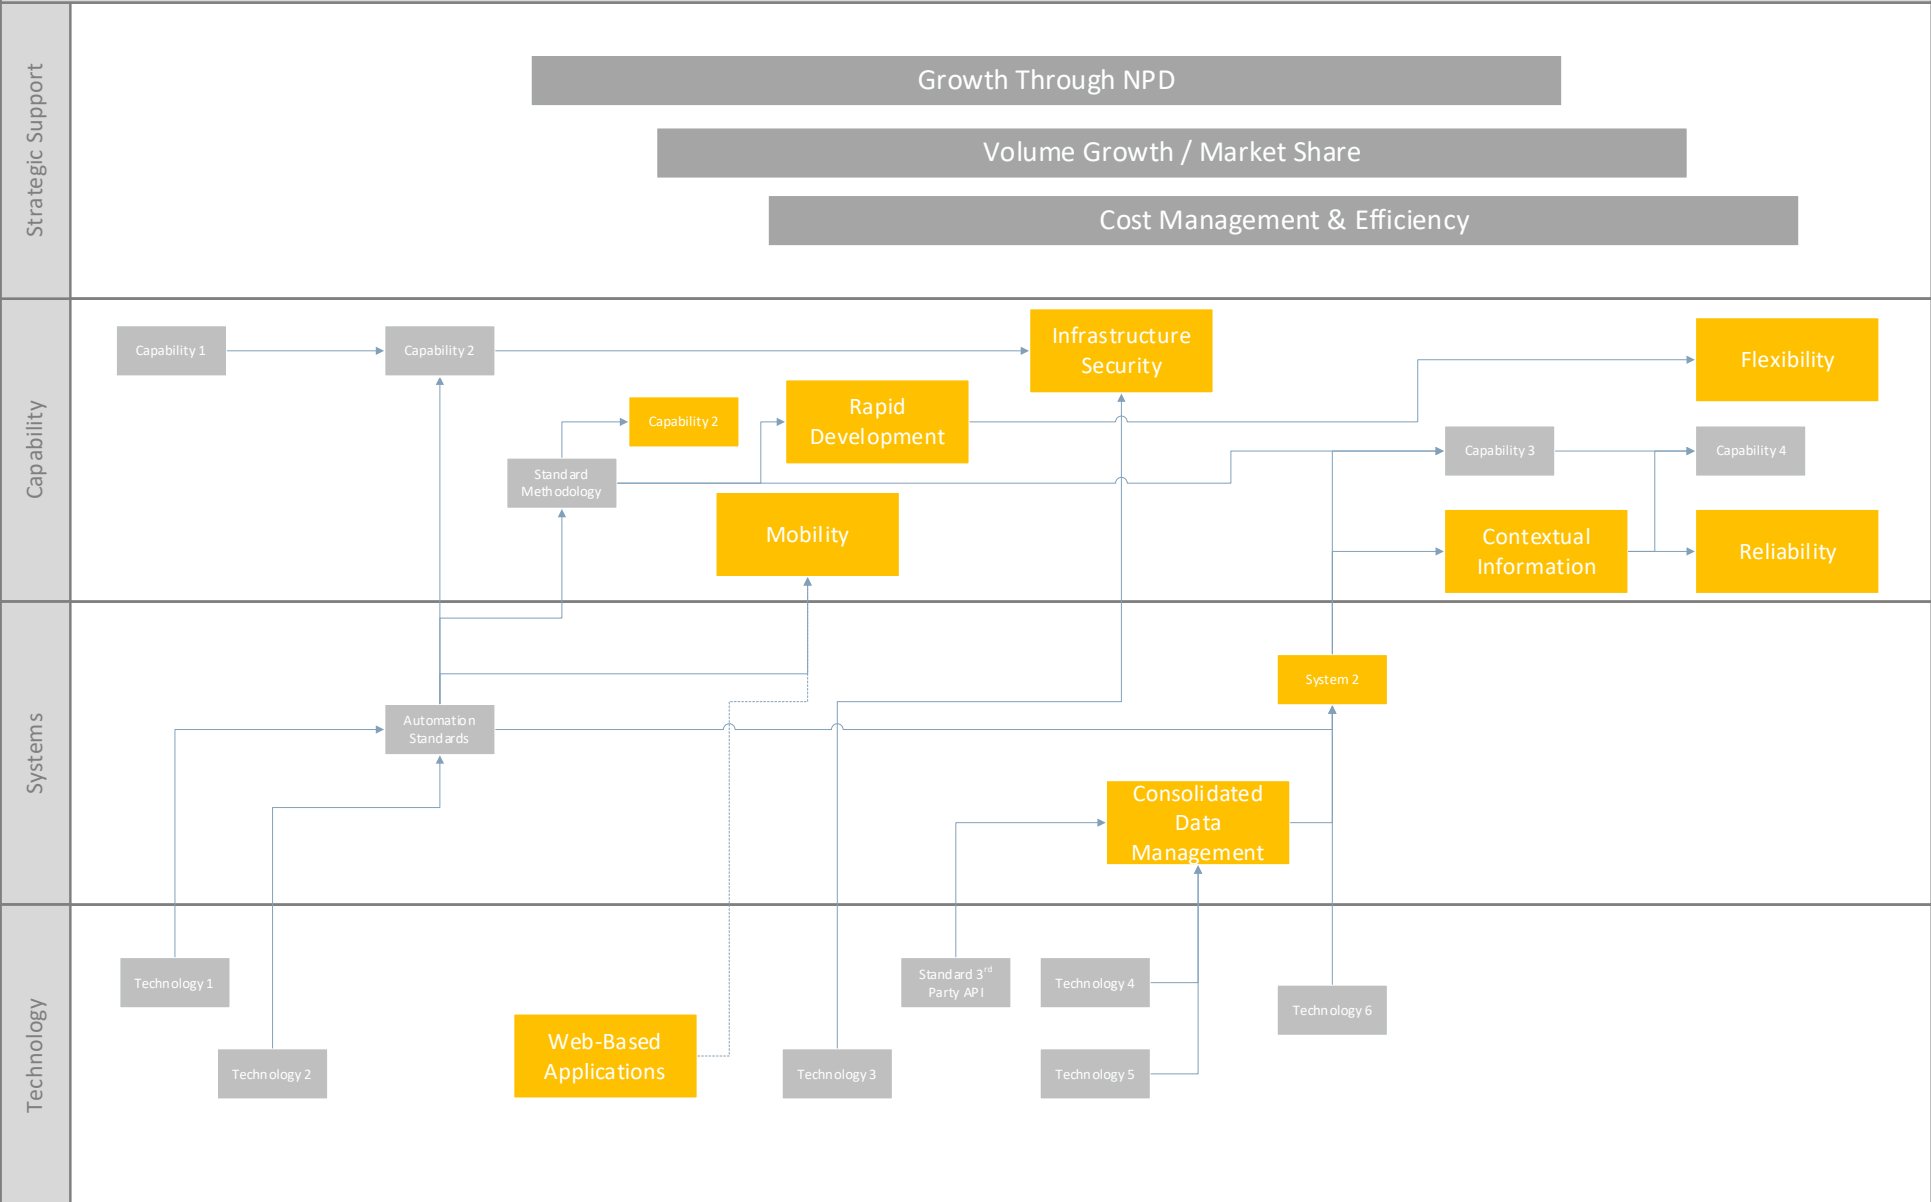 Strategic Support
Growth Through NPD
Volume Growth / Market Share
Cost Management & Efficiency
Capability
Capability 1
Capability 2
Infrastructure
Security
Flexibility
Rapid
Development
Capability 2
Standard
Methodology
Capability 3
Capability 4
Mobility
Contextual
Information
Reliability
Systems
System 2
Automation
Standards
Consolidated
Data
Management
Technology
Technology 1
Standard 3rd
Party API
Technology 4
Technology 6
Web-Based
Applications
Technology 2
Technology 3
Technology 5